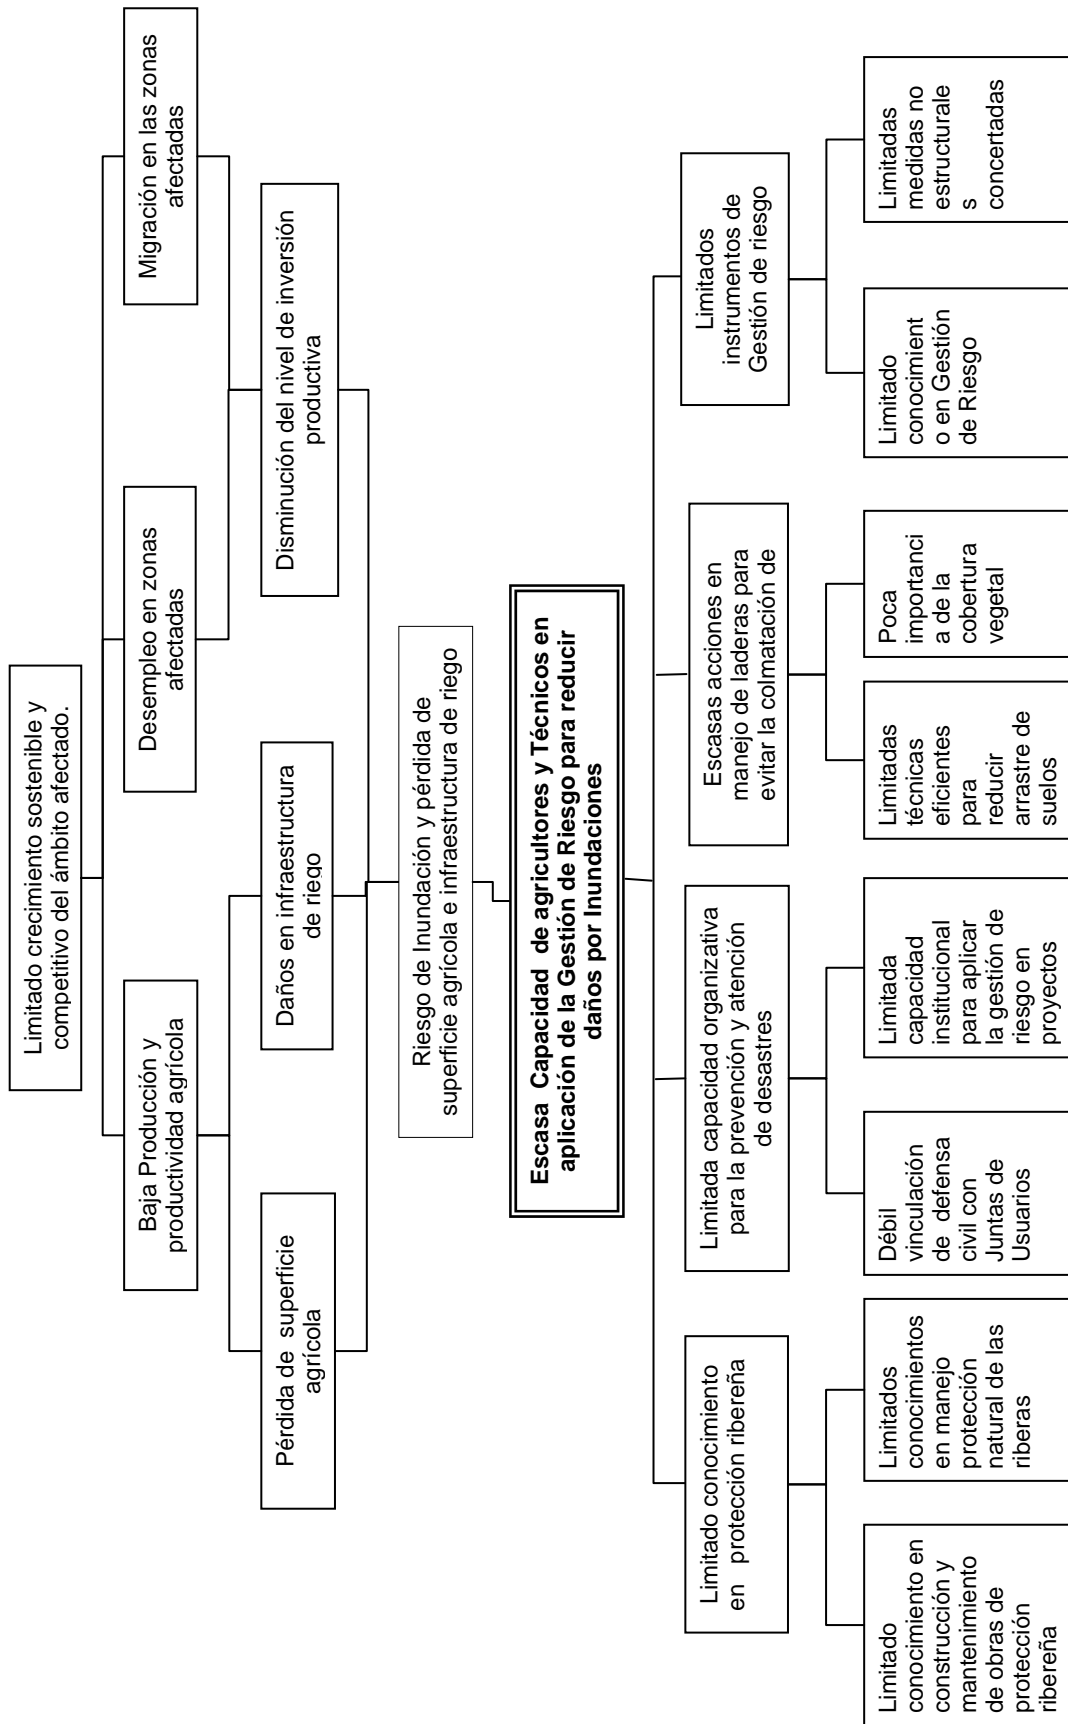 Limitado crecimiento sostenible y
competitivo del ámbito afectado.
Baja Producción y
productividad agrícola
Desempleo en zonas
afectadas
Migración en las zonas
afectadas
Pérdida de superficie
agrícola
Daños en infraestructura
de riego
Disminución del nivel de inversión
productiva
Riesgo de Inundación y pérdida de
superficie agrícola e infraestructura de riego
Escasa Capacidad de agricultores y Técnicos en
aplicación de la Gestión de Riesgo para reducir
daños por Inundaciones
Limitado conocimiento
en protección ribereña
Limitada capacidad organizativa
para la prevención y atención
de desastres
Escasas acciones en
manejo de laderas para
evitar la colmatación de
Limitados
instrumentos de
Gestión de riesgo
Limitado
conocimiento en
construcción y
mantenimiento
de obras de
protección
ribereña
Limitados
conocimientos
en manejo
protección
natural de las
riberas
Débil
vinculación
de defensa
civil con
Juntas de
Usuarios
Limitada
capacidad
institucional
para aplicar
la gestión de
riesgo en
proyectos
Limitadas
técnicas
eficientes
para
reducir
arrastre de
suelos
Poca
importanci
a de la
cobertura
vegetal
Limitado
conocimient
o en Gestión
de Riesgo
Limitadas
medidas no
estructurale
s concertadas